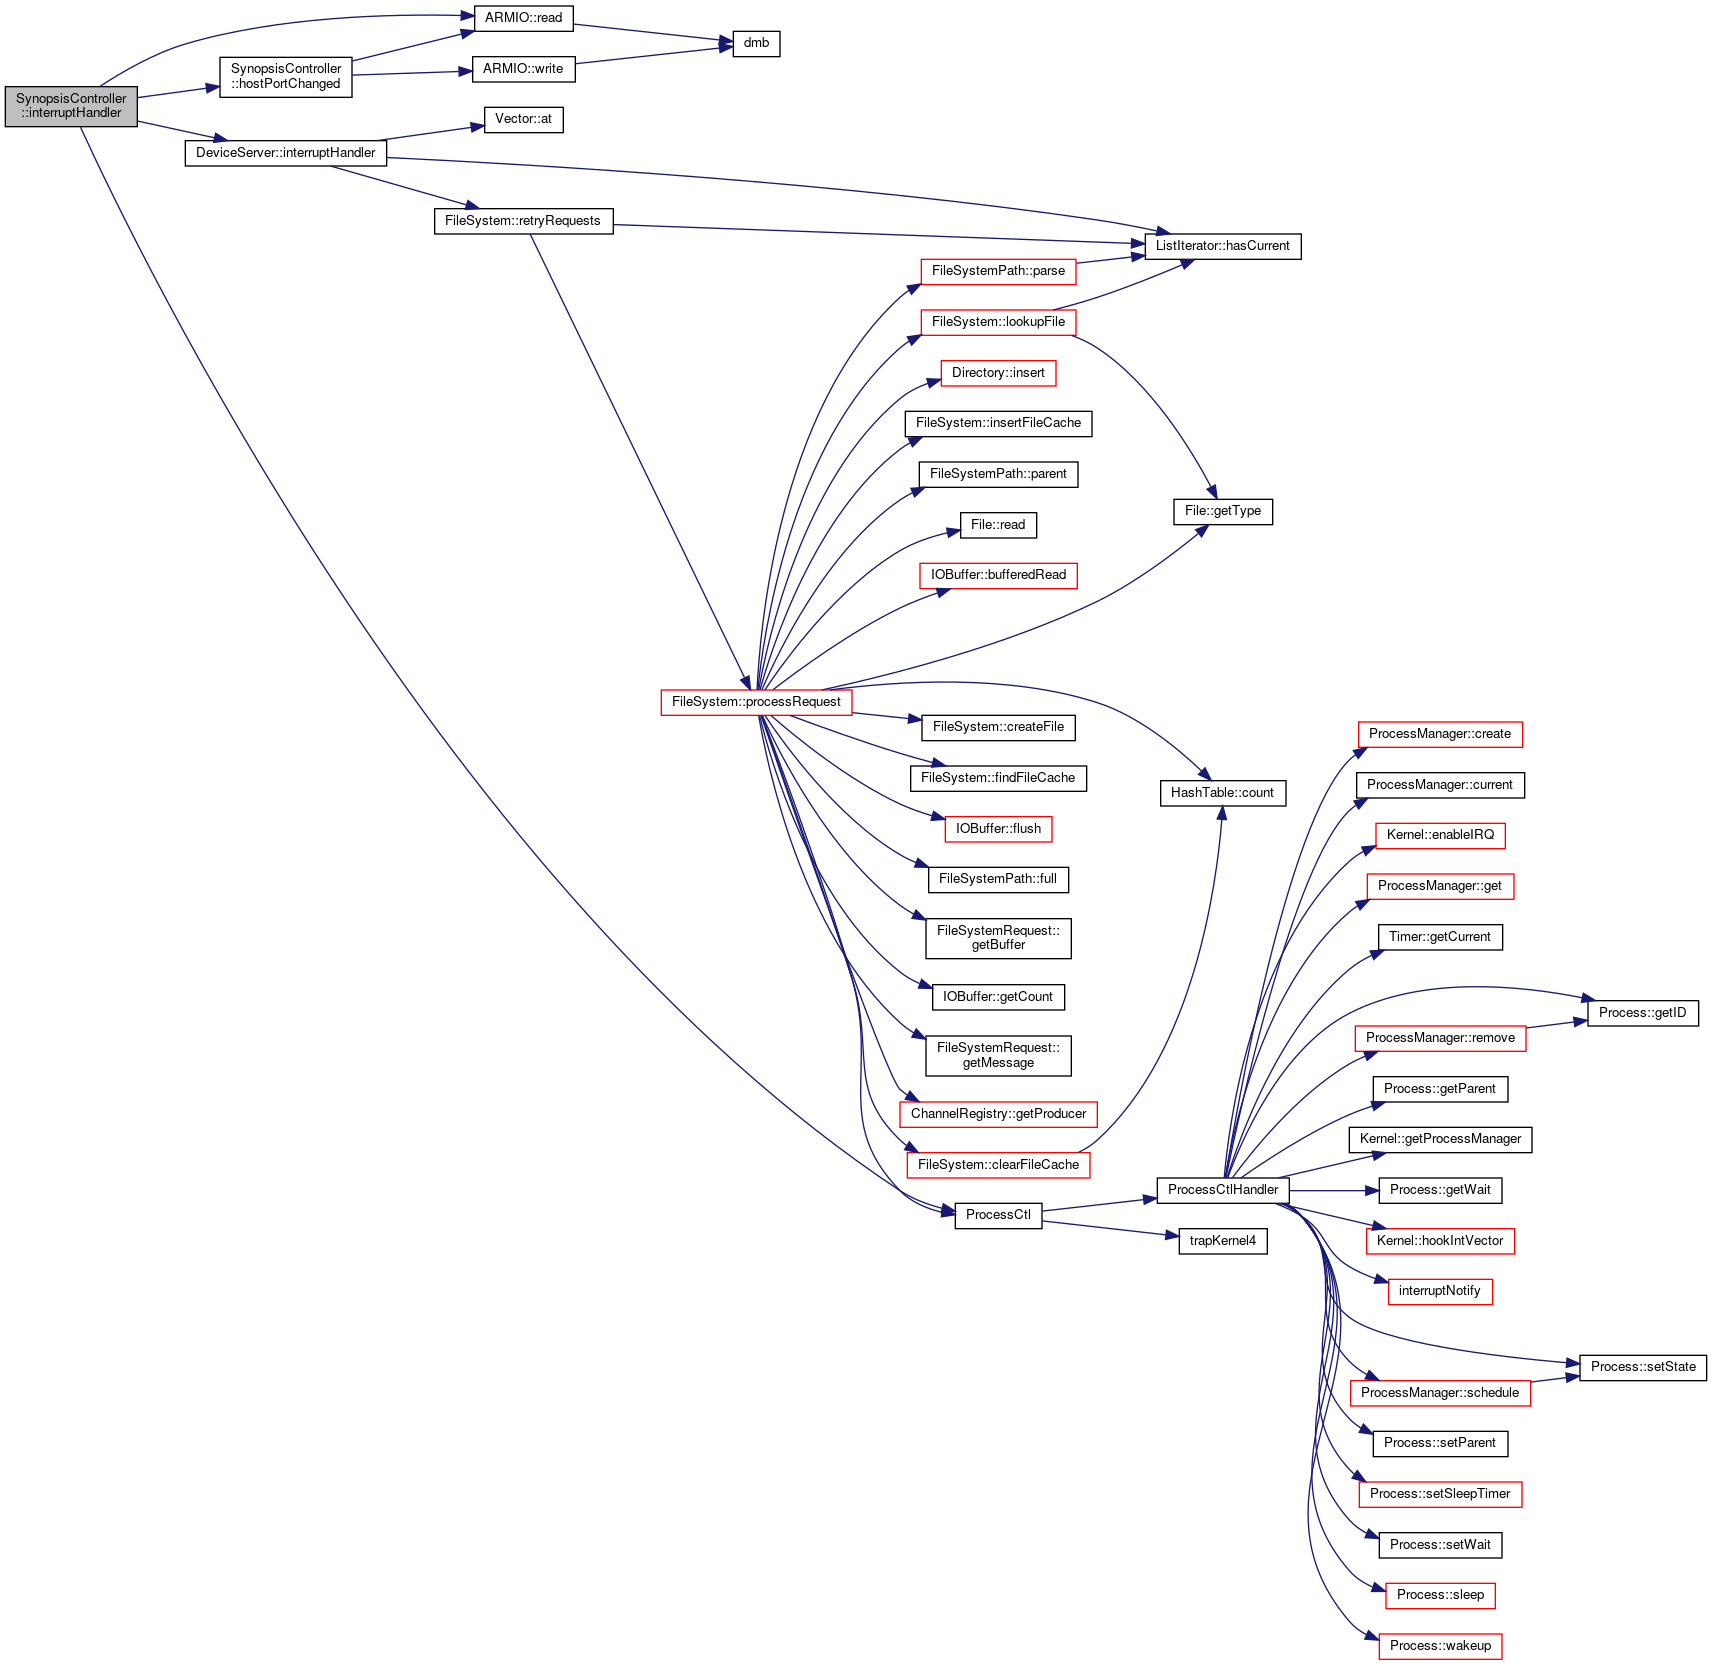 ARMIO::read
dmb
SynopsisController
::hostPortChanged
ARMIO::write
SynopsisController
::interruptHandler
Vector::at
DeviceServer::interruptHandler
FileSystem::retryRequests
ListIterator::hasCurrent
FileSystemPath::parse
FileSystem::lookupFile
Directory::insert
FileSystem::insertFileCache
FileSystemPath::parent
File::getType
File::read
IOBuffer::bufferedRead
FileSystem::processRequest
FileSystem::createFile
FileSystem::findFileCache
HashTable::count
IOBuffer::flush
FileSystemPath::full
FileSystemRequest::
getBuffer
IOBuffer::getCount
FileSystemRequest::
getMessage
ChannelRegistry::getProducer
FileSystem::clearFileCache
ProcessCtl
ProcessCtlHandler
trapKernel4
ProcessManager::create
ProcessManager::current
Kernel::enableIRQ
ProcessManager::get
Timer::getCurrent
Process::getID
ProcessManager::remove
Process::getParent
Kernel::getProcessManager
Process::getWait
Kernel::hookIntVector
interruptNotify
Process::setState
ProcessManager::schedule
Process::setParent
Process::setSleepTimer
Process::setWait
Process::sleep
Process::wakeup